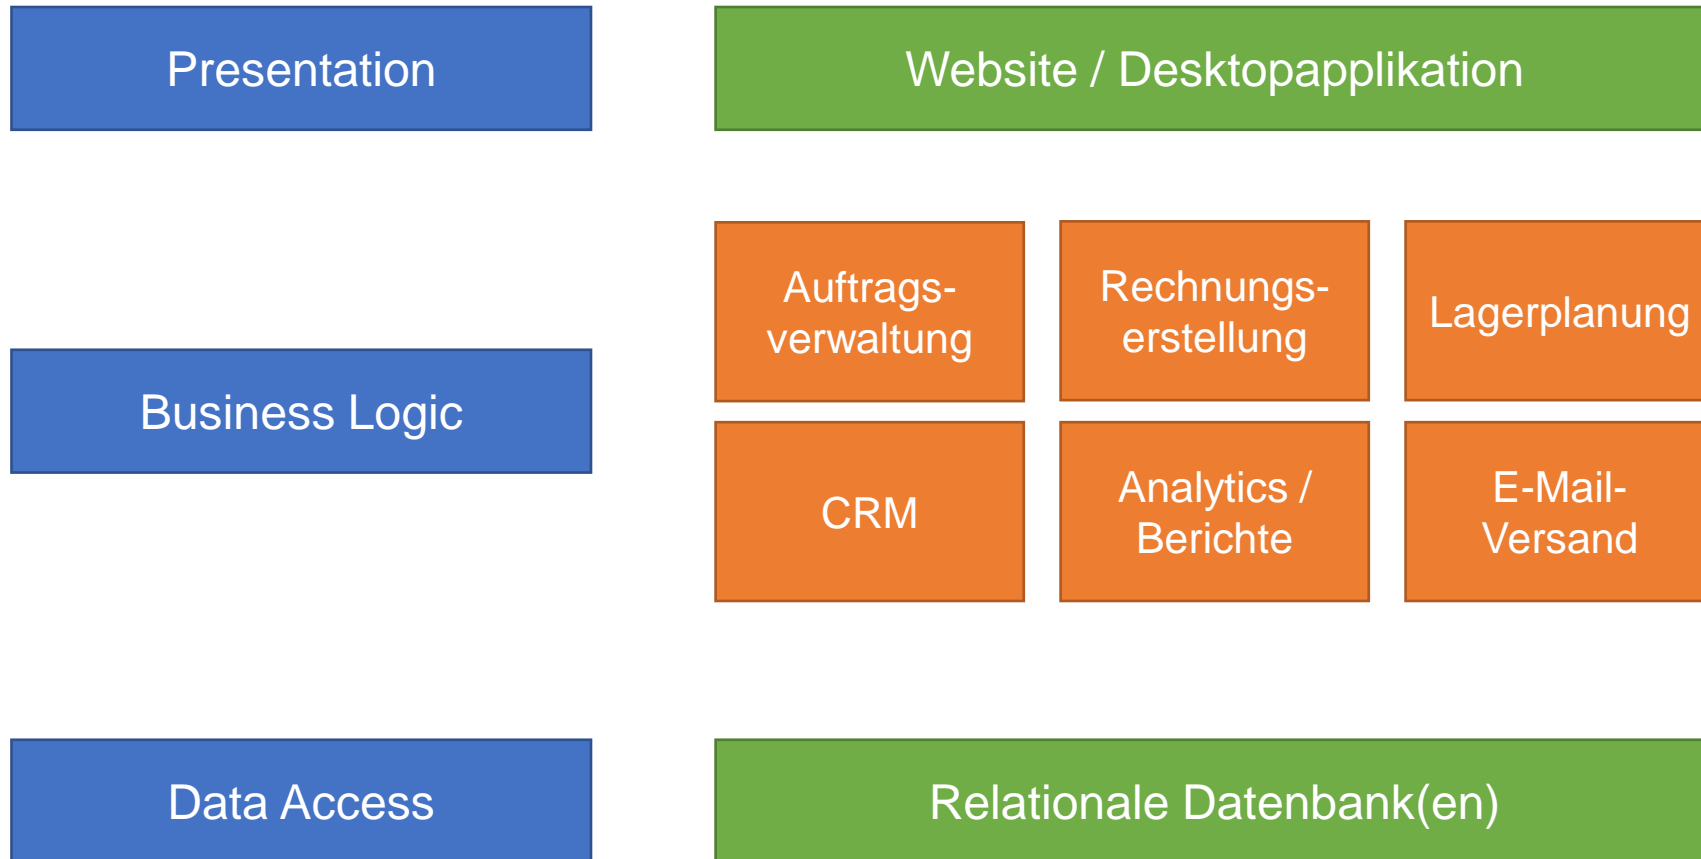 Presentation
Website / Desktopapplikation
Auftrags-
verwaltung
Rechnungs-
erstellung
Lagerplanung
Business Logic
CRM
Analytics /
Berichte
E-Mail-
Versand
Data Access
Relationale Datenbank(en)